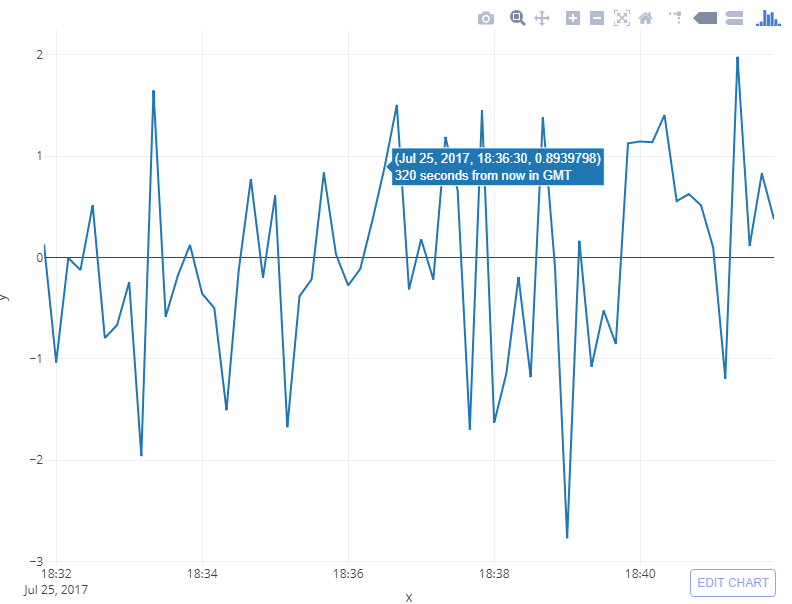 2
1
0
−1
−2
−3
y
(Jul 25, 2017, 18:36:30, 0.8939798)
320 seconds from now in GMT
18:32
Jul 25, 2017
18:34
18:36
18:38
18:40
x
EDIT CHART